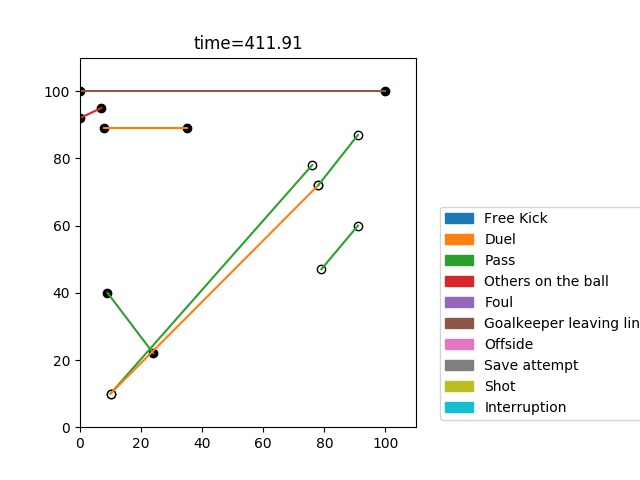 time=411.91
100
80
60
40
20
0
0 20 40 60 80 100
Free Kick
Duel
Pass
Others on the ball
Foul
Goalkeeper leaving lin
Offside
Save attempt
Shot
Interruption